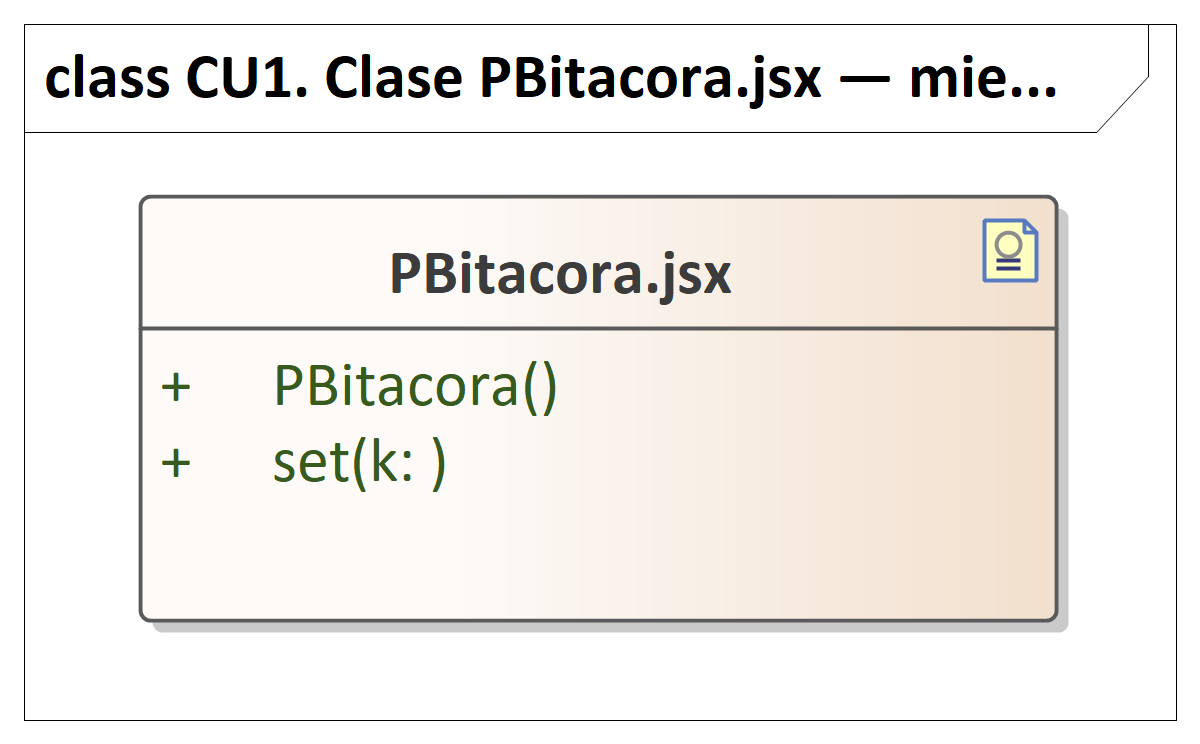 class CU1. Clase PBitacora.jsx — mie...
PBitacora.jsx
+ PBitacora()
+ set(k: )